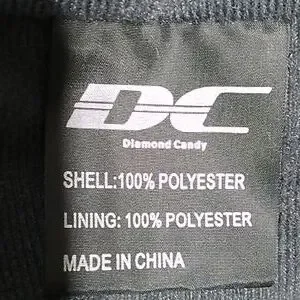 DC
Diamond Candy
SHELL:100% POLYESTER
LINING: 100% POLYESTER
MADE IN CHINA